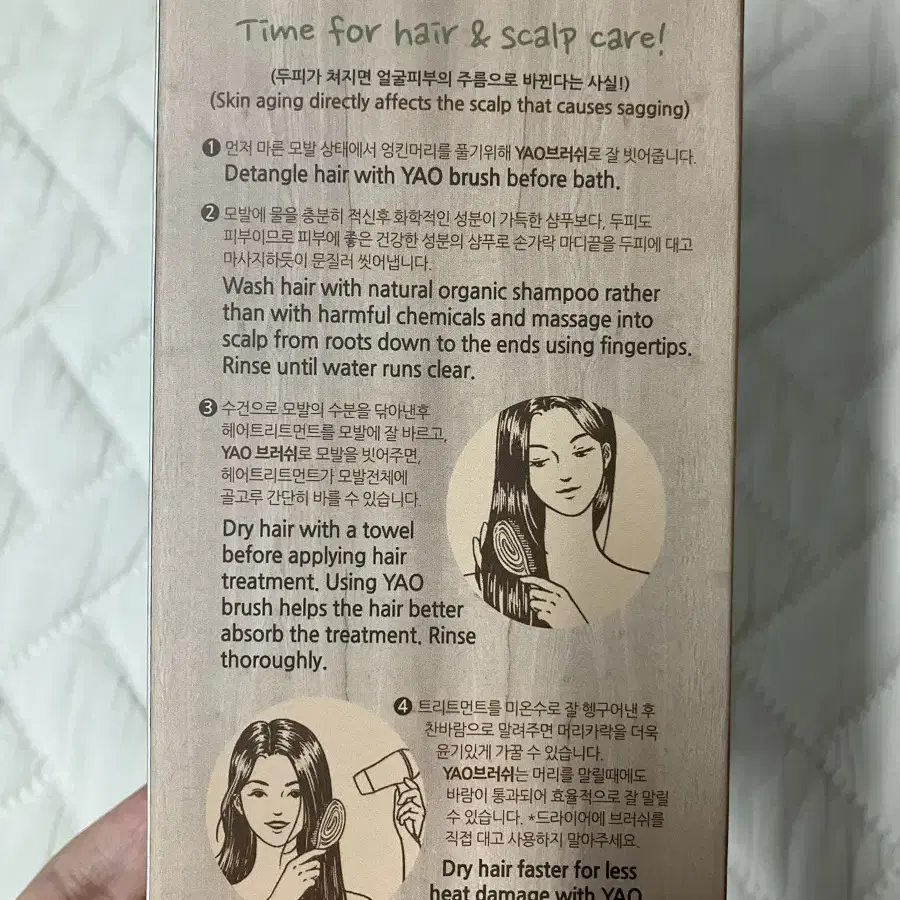 Time for hair & scalp care!
(두피가 쳐지면 얼굴피부의 주름으로 바뀐다는 사실!)
(Skin aging directly affects the scalp that causes sagging)
1 먼저 마른 모발 상태에서 엉킨머리를 풀기위해 YAO브러쉬로 잘 빗어줍니다.
Detangle hair with YAO brush before bath.
2 모발에 물을 충분히 적신후 화학적인 성분이 가득한 샴푸보다, 두피도
피부이므로 피부에 좋은 건강한 성분의 샴푸로 손가락 마디끝을 두피에 대고
마사지하듯이 문질러 씻어냅니다.
Wash hair with natural organic shampoo rather
than with harmful chemicals and massage into
scalp from roots down to the ends using fingertips.
Rinse until water runs clear.
3 수건으로 모발의 수분을 닦아낸후
헤어트리트먼트를 모발에 잘 바르고,
YAO 브러쉬로 모발을 빗어주면,
헤어트리트먼트가 모발전체에
골고루 간단히 바를 수 있습니다.
Dry hair with a towel
before applying hair
treatment. Using YAO
brush helps the hair better
absorb the treatment. Rinse
thoroughly.
4 트리트먼트를 미온수로 잘 헹구어낸 후
찬바람으로 말려주면 머리카락을 더욱
윤기있게 가꿀 수 있습니다.
YAO브러쉬는 머리를 말릴때에도
바람이 통과되어 효율적으로 잘 말릴
수 있습니다. *드라이어에 브러쉬를
직접 대고 사용하지 말아주세요.
Dry hair faster for less
heat damage with YAO